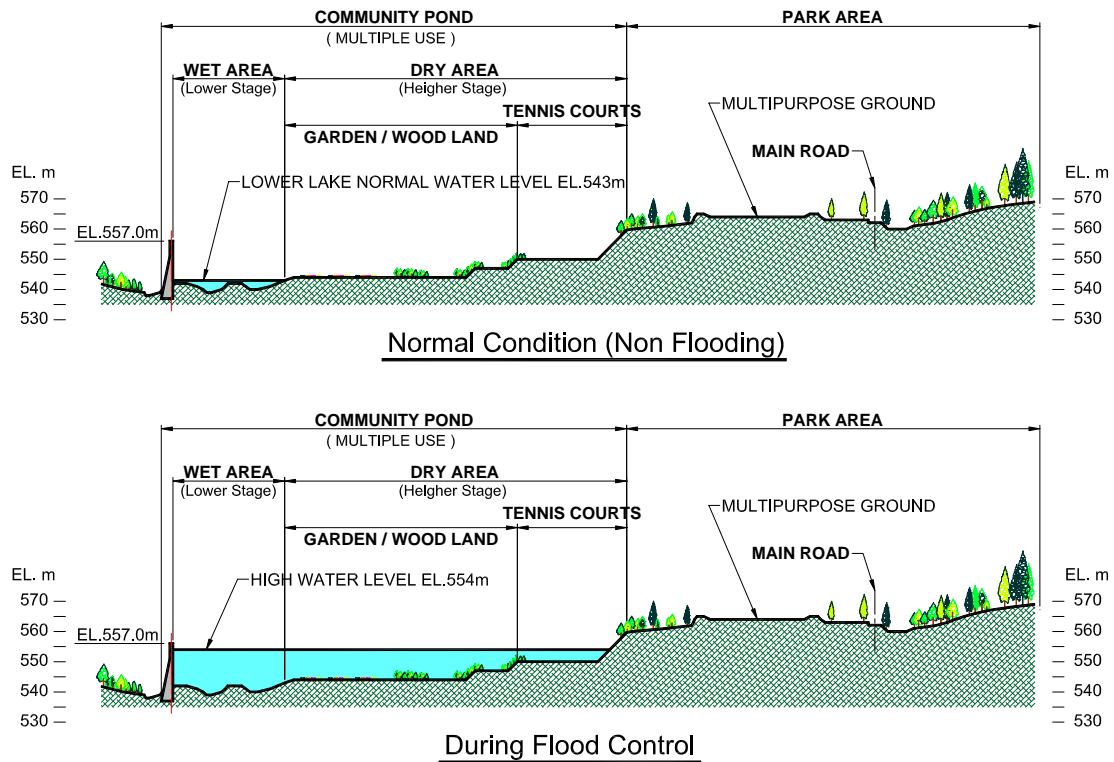 COMMUNITY POND
( MULTIPLE USE )
PARK AREA
WET AREA
(Lower Stage)
DRY AREA
(Heigher Stage)
TENNIS COURTS
GARDEN / WOOD LAND
MULTIPURPOSE GROUND
MAIN ROAD
LOWER LAKE NORMAL WATER LEVEL EL.543m
EL. m
570
560
EL.557.0m
550
540
530
EL. m
570
560
550
540
530
Normal Condition (Non Flooding)
COMMUNITY POND
( MULTIPLE USE )
PARK AREA
WET AREA
(Lower Stage)
DRY AREA
(Heigher Stage)
TENNIS COURTS
GARDEN / WOOD LAND
MULTIPURPOSE GROUND
MAIN ROAD
HIGH WATER LEVEL EL.554m
EL. m
570
560
EL.557.0m
550
540
530
EL. m
570
560
550
540
530
During Flood Control